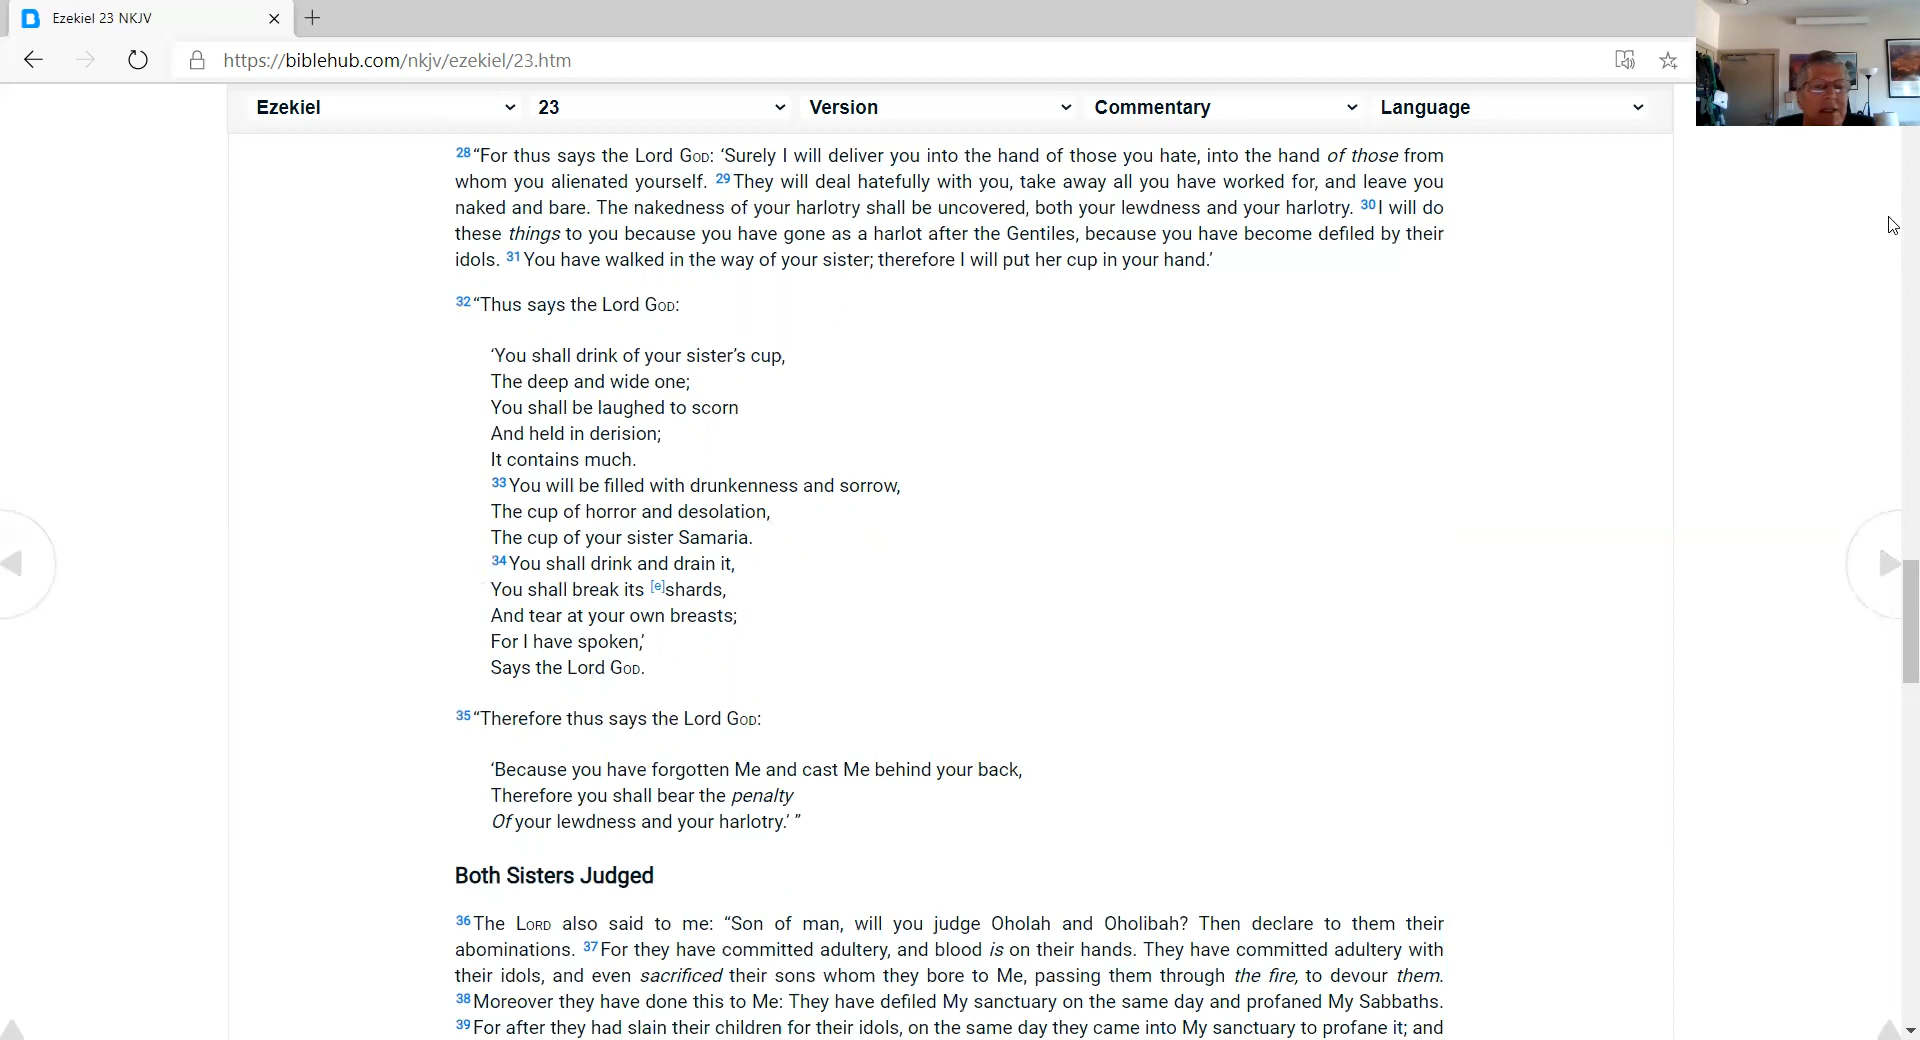 Ezekiel 23 NKJV
https://biblehub.com/nkjv/ezekiel/23.htm
Ezekiel 23 Version Commentary Language
28 “For thus says the Lord GOD: ‘Surely I will deliver you into the hand of those you hate, into the hand of those from
whom you alienated yourself. 29 They will deal hatefully with you, take away all you have worked for, and leave you
naked and bare. The nakedness of your harlotry shall be uncovered, both your lewdness and your harlotry. 30 I will do
these things to you because you have gone as a harlot after the Gentiles, because you have become defiled by their
idols. 31 You have walked in the way of your sister; therefore I will put her cup in your hand.’
32 “Thus says the Lord GOD:
‘You shall drink of your sister’s cup,
The deep and wide one;
You shall be laughed to scorn
And held in derision;
It contains much.
33 You will be filled with drunkenness and sorrow,
The cup of horror and desolation,
The cup of your sister Samaria.
34 You shall drink and drain it,
You shall break its [e]shards,
And tear at your own breasts;
For I have spoken,’
Says the Lord GOD.
35 “Therefore thus says the Lord GOD:
‘Because you have forgotten Me and cast Me behind your back,
Therefore you shall bear the penalty
Of your lewdness and your harlotry.’ ”
Both Sisters Judged
36 The LORD also said to me: “Son of man, will you judge Oholah and Oholibah? Then declare to them their
abominations. 37 For they have committed adultery, and blood is on their hands. They have committed adultery with
their idols, and even sacrificed their sons whom they bore to Me, passing them through the fire, to devour them.
38 Moreover they have done this to Me: They have defiled My sanctuary on the same day and profaned My Sabbaths.
39 For after they had slain their children for their idols, on the same day they came into My sanctuary to profane it; and